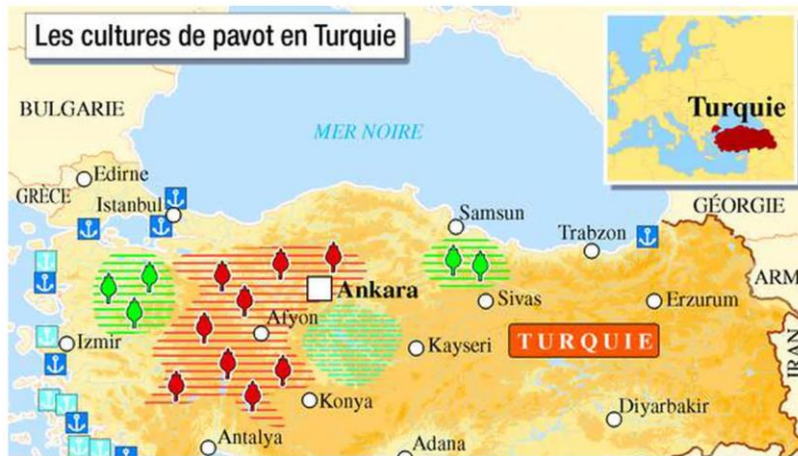 Les cultures de pavot en Turquie
BULGARIE
MER NOIRE
Turquie
Edirne
GRÈCE
Istanbul
GÉORGIE
Samsun
Trabzon
ARM
Ankara
Sivas
Erzurum
Afyon
Izmir
Kayseri
TURQUIE
IRAN
Konya
Diyarbakir
Antalya
Adana